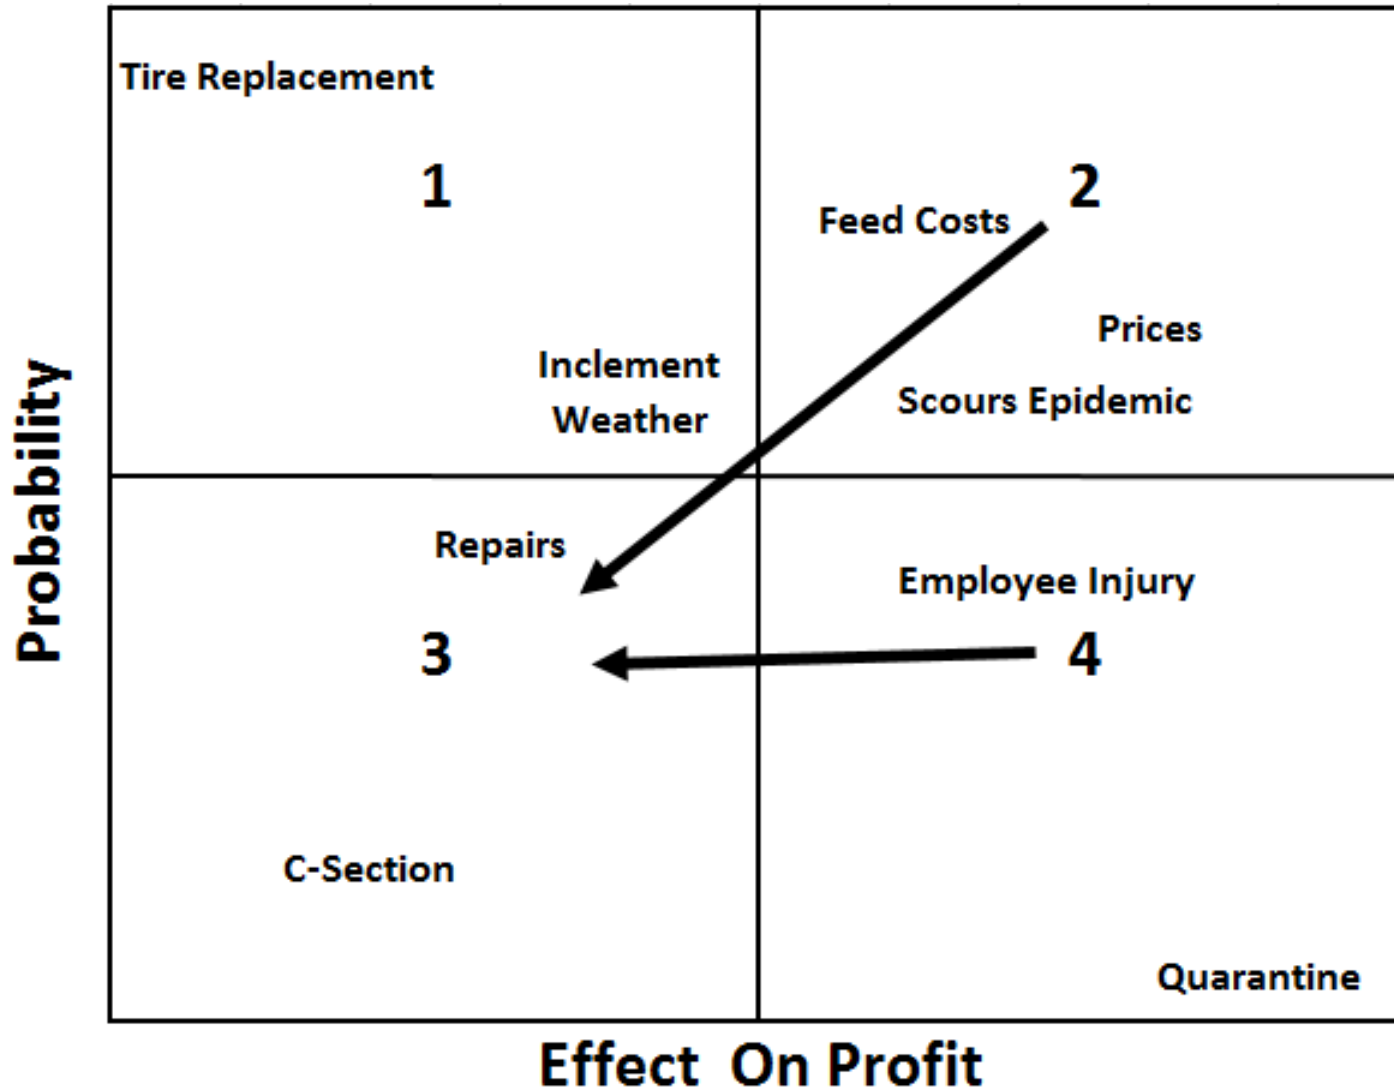 Tire Replacement
1
2
Feed Costs
Prices
Inclement
Weather
Scours Epidemic
Probability
Repairs
Employee Injury
3
4
C-Section
Quarantine
Effect On Profit